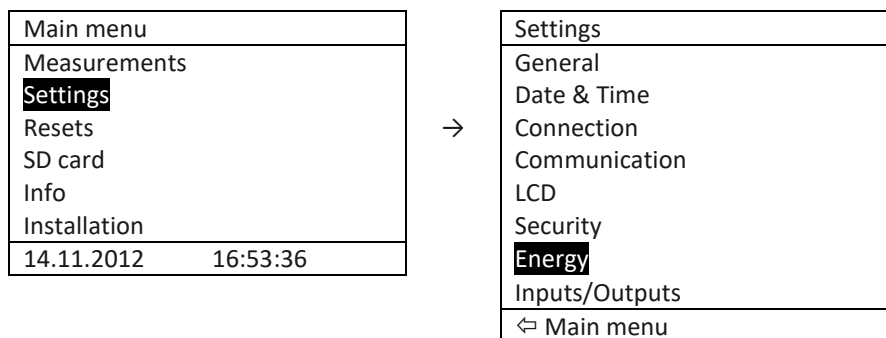 Main menu
Measurements
Settings
Resets
SD card
Info
Installation
14.11.2012 16:53:36
→
Settings
General
Date & Time
Connection
Communication
LCD
Security
Energy
Inputs/Outputs
⇦ Main menu